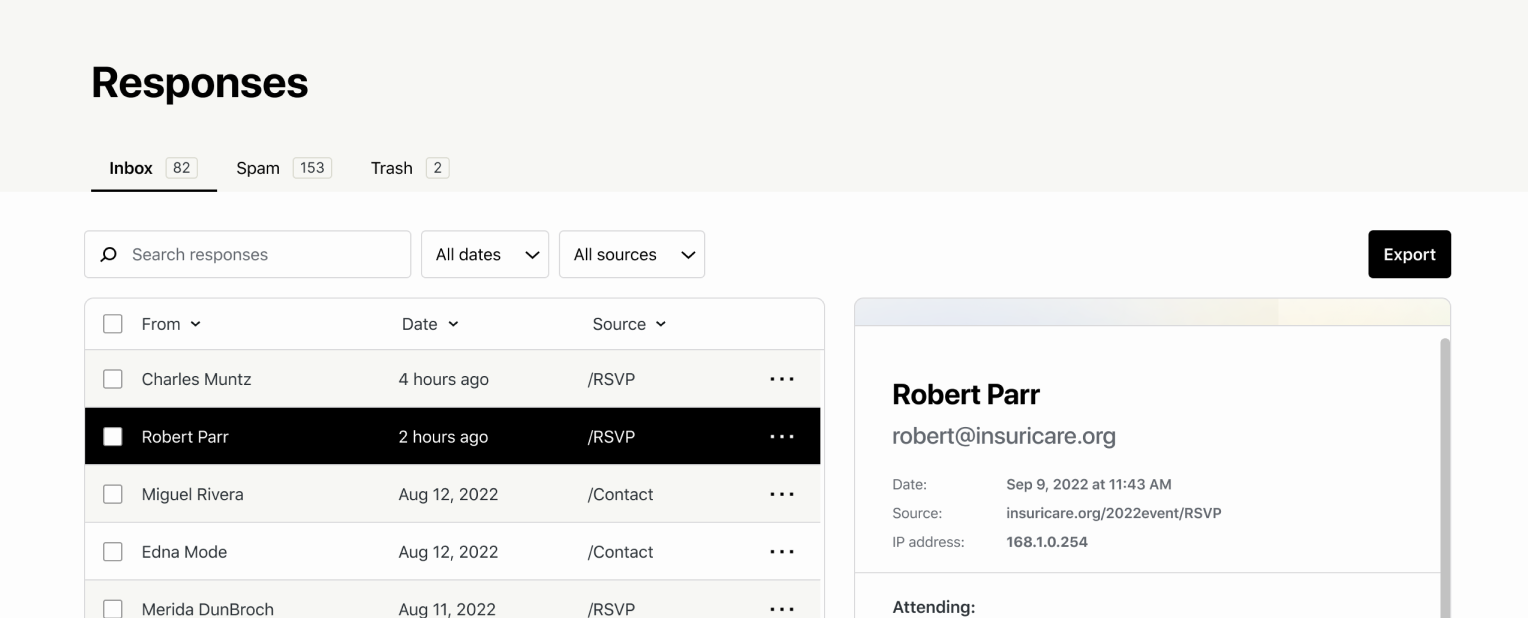 Responses
Inbox 82 Spam 153 Trash 2
Search responses All dates All sources Export
From Date Source
Charles Muntz 4 hours ago /RSVP
Robert Parr 2 hours ago /RSVP
Miguel Rivera Aug 12, 2022 /Contact
Edna Mode Aug 12, 2022 /Contact
Merida DunBroch Aug 11, 2022 /RSVP
Robert Parr
robert@insuricare.org
Date: Sep 9, 2022 at 11:43 AM
Source: insuricare.org/2022event/RSVP
IP address: 168.1.0.254
Attending: